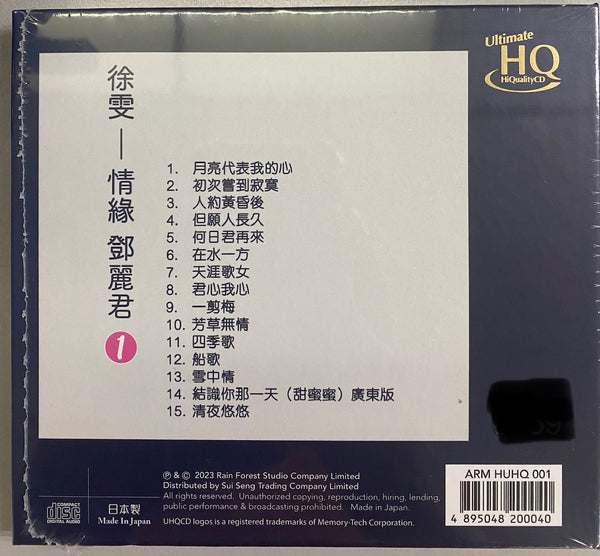 Ultimate
HQ
HiQualityCD
徐雯 — 情緣 鄧麗君
1
1. 月亮代表我的心
2. 初次嘗到寂寞
3. 人約黃昏後
4. 但願人長久
5. 何日君再來
6. 在水一方
7. 天涯歌女
8. 君心我心
9. 一剪梅
10. 芳草無情
11. 四季歌
12. 船歌
13. 雪中情
14. 結識你那一天（甜蜜蜜）廣東版
15. 清夜悠悠
COMPACT
disc
DIGITAL AUDIO
日本製
Made In Japan
℗ & © 2023 Rain Forest Studio Company Limited
Distributed by Sui Seng Trading Company Limited
All rights reserved. Unauthorized copying, reproduction, hiring, lending,
public performance & broadcasting prohibited. Made in Japan.
UHQCD logos is a registered trademarks of Memory-Tech Corporation.
ARM HUHQ 001
4 895048 200040